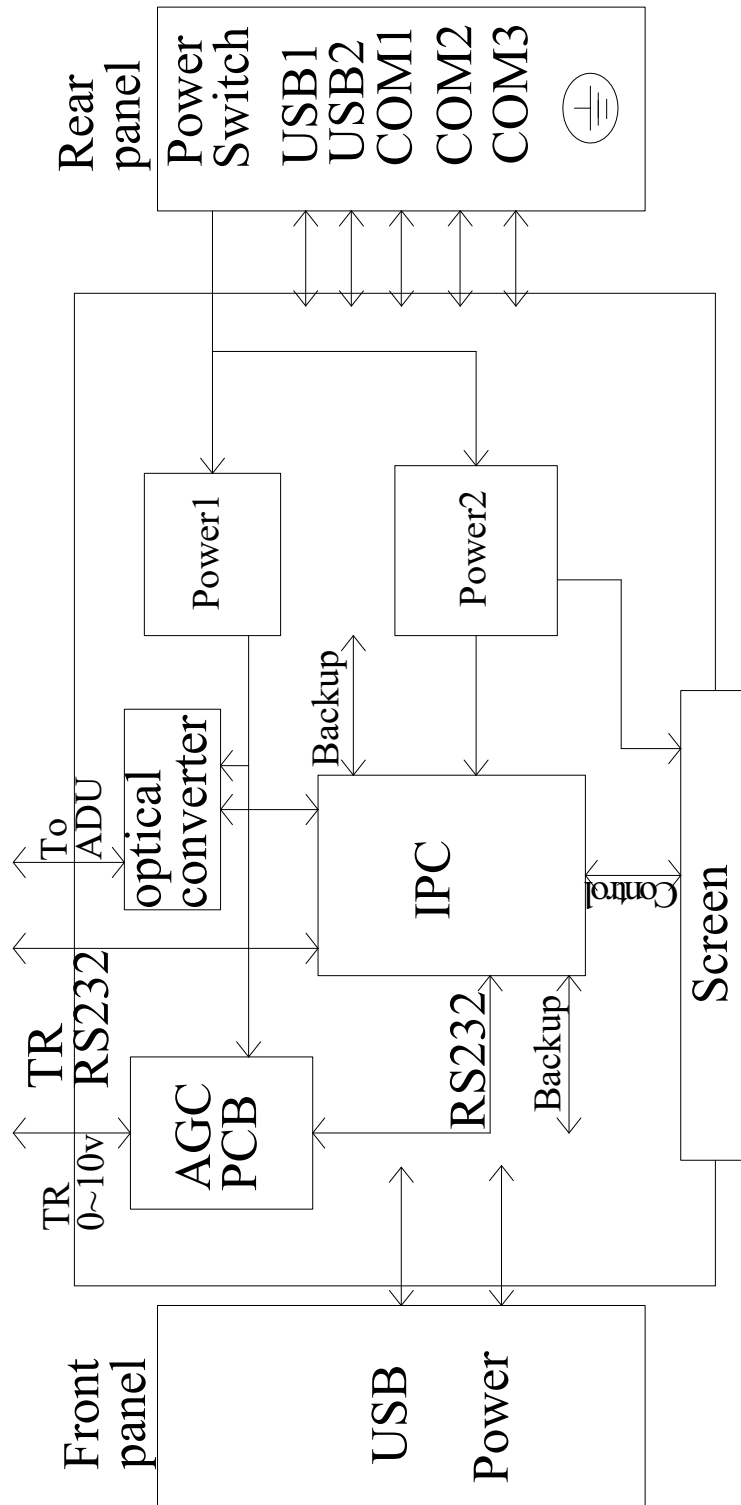 Front
panel
USB
Power
TR
0~10v
TR
RS232
To
ADU
AGC
PCB
optical
converter
Power1
RS232
Backup
IPC
Backup
Power2
Control
Screen
Rear
panel
Power
Switch
USB1
USB2
COM1
COM2
COM3